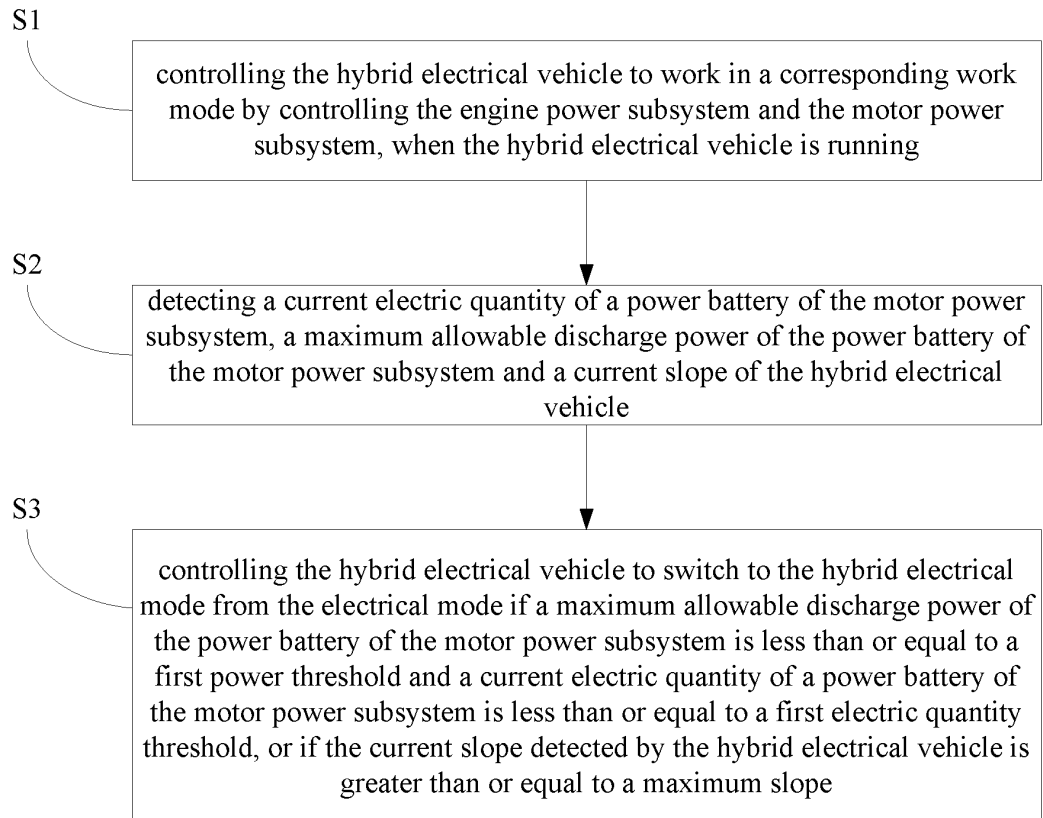 S1
controlling the hybrid electrical vehicle to work in a corresponding work
mode by controlling the engine power subsystem and the motor power
subsystem, when the hybrid electrical vehicle is running
S2
detecting a current electric quantity of a power battery of the motor power
subsystem, a maximum allowable discharge power of the power battery of
the motor power subsystem and a current slope of the hybrid electrical
vehicle
S3
controlling the hybrid electrical vehicle to switch to the hybrid electrical
mode from the electrical mode if a maximum allowable discharge power of
the power battery of the motor power subsystem is less than or equal to a
first power threshold and a current electric quantity of a power battery of
the motor power subsystem is less than or equal to a first electric quantity
threshold, or if the current slope detected by the hybrid electrical vehicle is
greater than or equal to a maximum slope